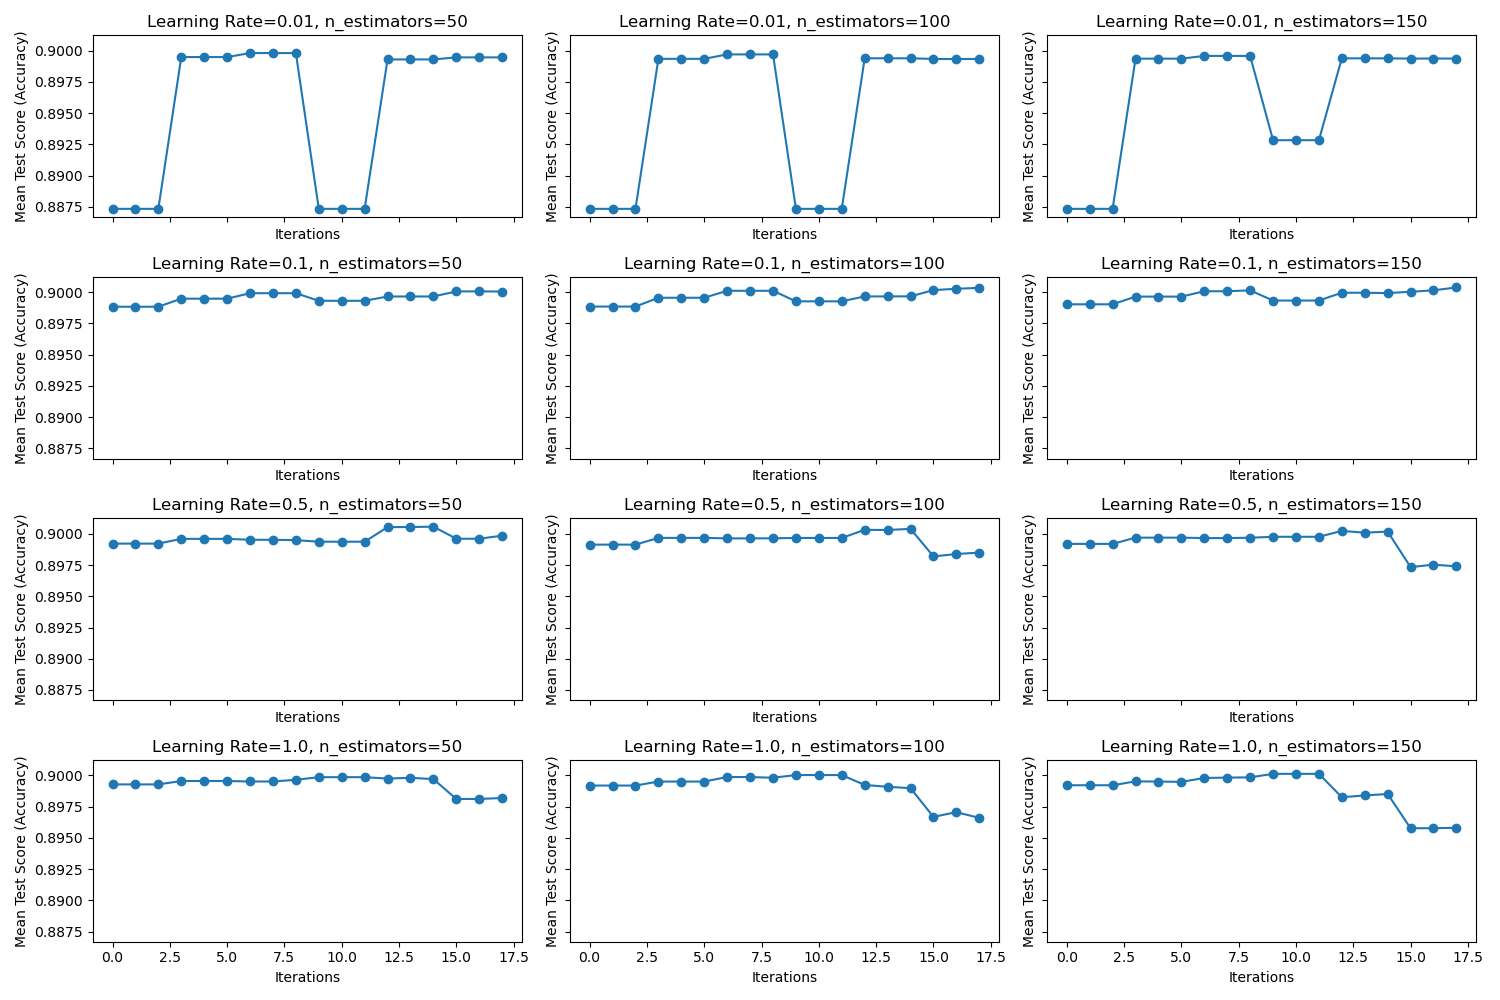 Learning Rate=0.01, n_estimators=50
Mean Test Score (Accuracy)
0.9000
0.8975
0.8950
0.8925
0.8900
0.8875
Iterations
Learning Rate=0.01, n_estimators=100
Mean Test Score (Accuracy)
Iterations
Learning Rate=0.01, n_estimators=150
Mean Test Score (Accuracy)
Iterations
Learning Rate=0.1, n_estimators=50
Mean Test Score (Accuracy)
0.9000
0.8975
0.8950
0.8925
0.8900
0.8875
Iterations
Learning Rate=0.1, n_estimators=100
Mean Test Score (Accuracy)
Iterations
Learning Rate=0.1, n_estimators=150
Mean Test Score (Accuracy)
Iterations
Learning Rate=0.5, n_estimators=50
Mean Test Score (Accuracy)
0.9000
0.8975
0.8950
0.8925
0.8900
0.8875
Iterations
Learning Rate=0.5, n_estimators=100
Mean Test Score (Accuracy)
Iterations
Learning Rate=0.5, n_estimators=150
Mean Test Score (Accuracy)
Iterations
Learning Rate=1.0, n_estimators=50
Mean Test Score (Accuracy)
0.9000
0.8975
0.8950
0.8925
0.8900
0.8875
0.0 2.5 5.0 7.5 10.0 12.5 15.0 17.5
Iterations
Learning Rate=1.0, n_estimators=100
Mean Test Score (Accuracy)
0.0 2.5 5.0 7.5 10.0 12.5 15.0 17.5
Iterations
Learning Rate=1.0, n_estimators=150
Mean Test Score (Accuracy)
0.0 2.5 5.0 7.5 10.0 12.5 15.0 17.5
Iterations